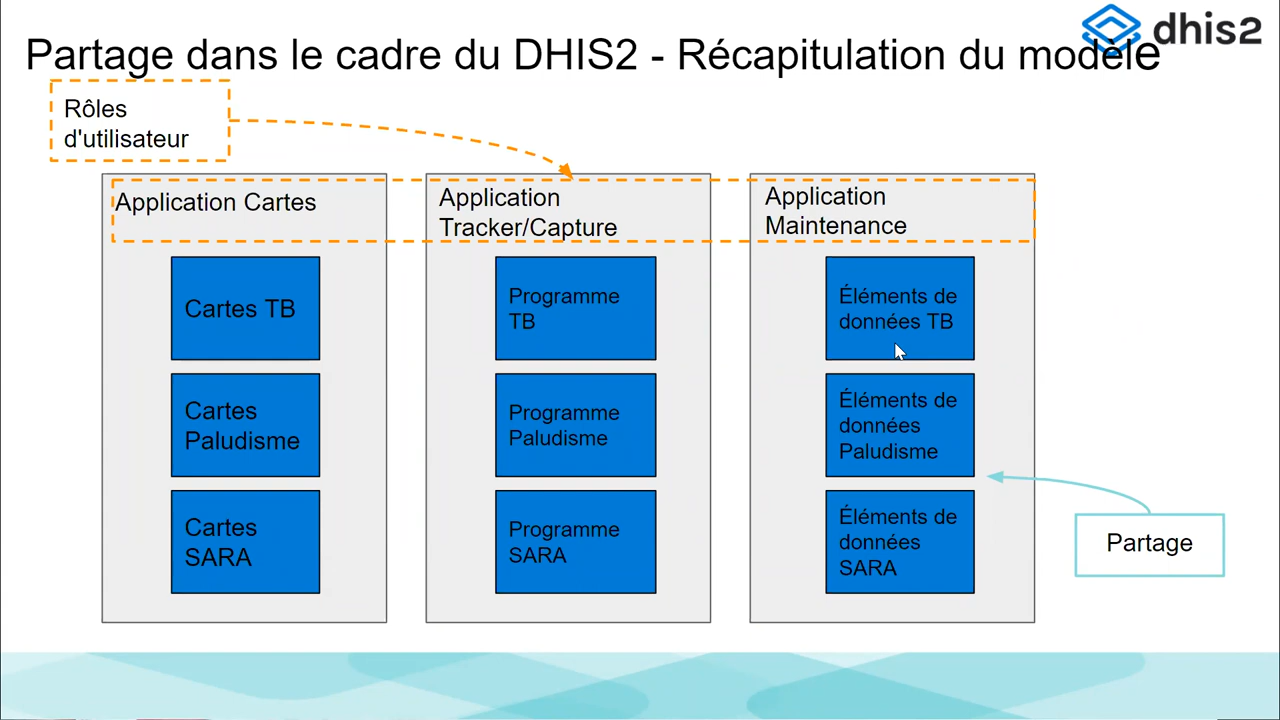 dhis2
Partage dans le cadre du DHIS2 - Récapitulation du modèle
Rôles
d'utilisateur
Application Cartes
Cartes TB
Cartes
Paludisme
Cartes
SARA
Application
Tracker/Capture
Programme
TB
Programme
Paludisme
Programme
SARA
Application
Maintenance
Éléments de
données TB
Éléments de
données
Paludisme
Éléments de
données
SARA
Partage